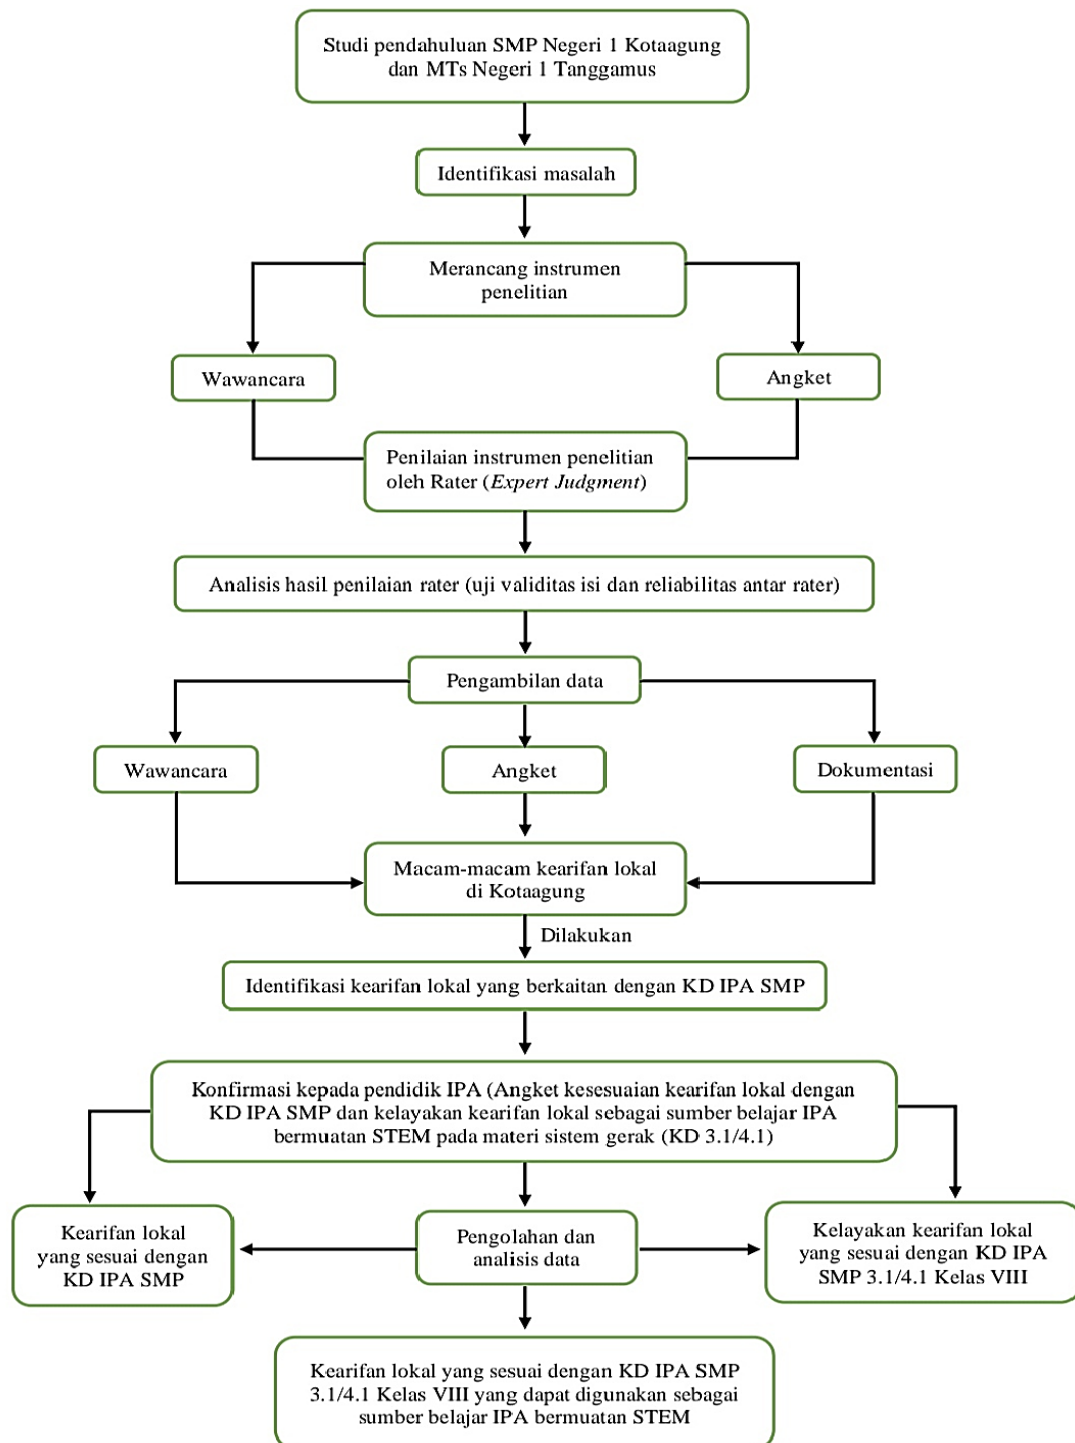 Studi pendahuluan SMP Negeri 1 Kotaagung
dan MTs Negeri 1 Tanggamus
Identifikasi masalah
Merancang instrumen
penelitian
Wawancara
Angket
Penilaian instrumen penelitian
oleh Rater (Expert Judgment)
Analisis hasil penilaian rater (uji validitas isi dan reliabilitas antar rater)
Pengambilan data
Wawancara
Angket
Dokumentasi
Macam-macam kearifan lokal
di Kotaagung
Dilakukan
Identifikasi kearifan lokal yang berkaitan dengan KD IPA SMP
Konfirmasi kepada pendidik IPA (Angket kesesuaian kearifan lokal dengan
KD IPA SMP dan kelayakan kearifan lokal sebagai sumber belajar IPA
bermuatan STEM pada materi sistem gerak (KD 3.1/4.1)
Kearifan lokal
yang sesuai dengan
KD IPA SMP
Pengolahan dan
analisis data
Kelayakan kearifan lokal
yang sesuai dengan KD IPA
SMP 3.1/4.1 Kelas VIII
Kearifan lokal yang sesuai dengan KD IPA SMP
3.1/4.1 Kelas VIII yang dapat digunakan sebagai
sumber belajar IPA bermuatan STEM